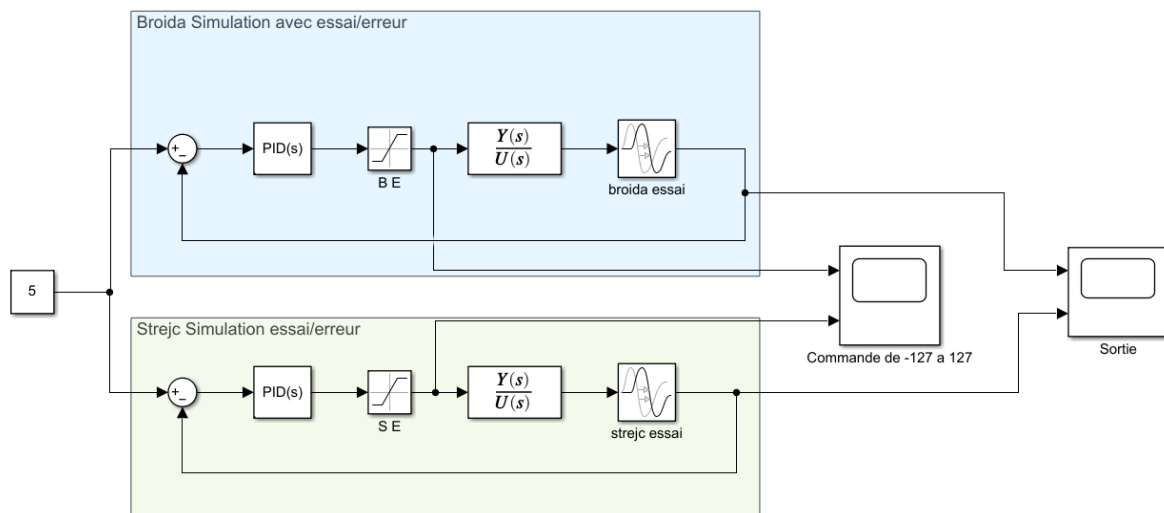 Broida Simulation avec essai/erreur
+
−
PID(s)
B E
Y(s)
U(s)
broida essai
5
Commande de -127 a 127
Sortie
Strejc Simulation essai/erreur
+
−
PID(s)
S E
Y(s)
U(s)
strejc essai